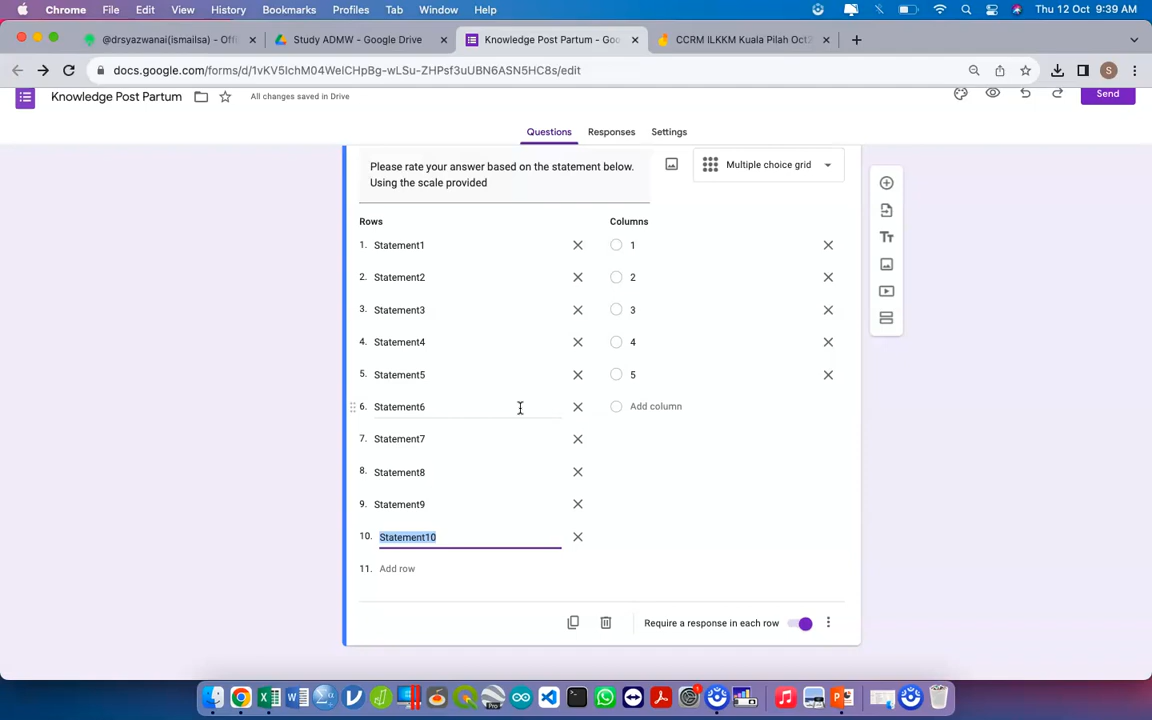 Chrome File Edit View History Bookmarks Profiles Tab Window Help Thu 12 Oct 9:39 AM
@drsyazwanai(ismailsa) - Offi Study ADMW - Google Drive Knowledge Post Partum - Goo CCRM ILKKM Kuala Pilah Oct2
docs.google.com/forms/d/1vKV5IchM04WeICHpBg-wLSu-ZHPsf3uUBN6ASN5HC8s/edit S
Knowledge Post Partum All changes saved in Drive Send
Questions Responses Settings
Please rate your answer based on the statement below.
Using the scale provided
Multiple choice grid
Rows Columns
1. Statement1 1
2. Statement2 2
3. Statement3 3
4. Statement4 4
5. Statement5 5
6. Statement6 Add column
7. Statement7
8. Statement8
9. Statement9
10. Statement10
11. Add row
Require a response in each row